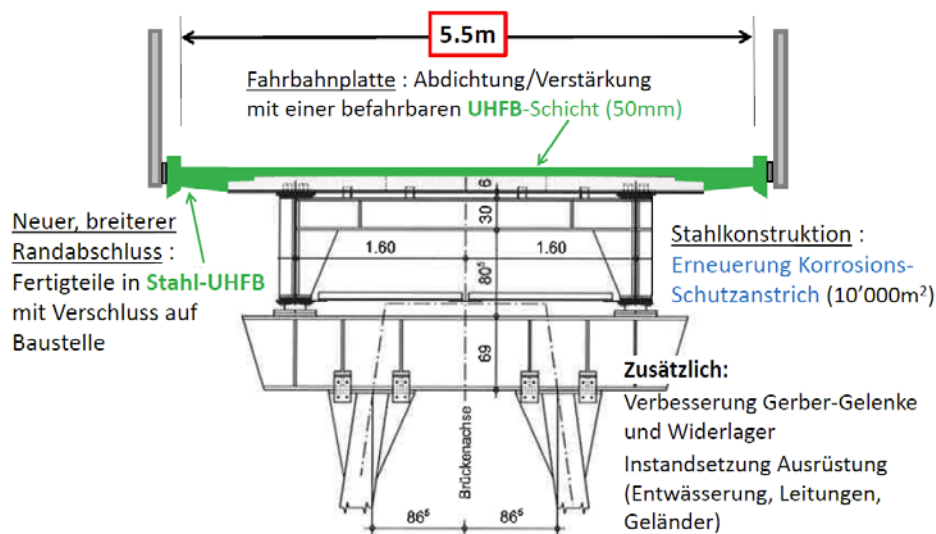 5.5m
Fahrbahnplatte : Abdichtung/Verstärkung
mit einer befahrbaren UHFB-Schicht (50mm)
6
30
Neuer, breiterer
Randabschluss :
Fertigteile in Stahl-UHFB
mit Verschluss auf
Baustelle
1.60
1.60
80⁵
Stahlkonstruktion :
Erneuerung Korrosions-
Schutzanstrich (10’000m²)
69
Zusätzlich:
Verbesserung Gerber-Gelenke
und Widerlager
Instandsetzung Ausrüstung
(Entwässerung, Leitungen,
Geländer)
Brückenachse
86⁵
86⁵